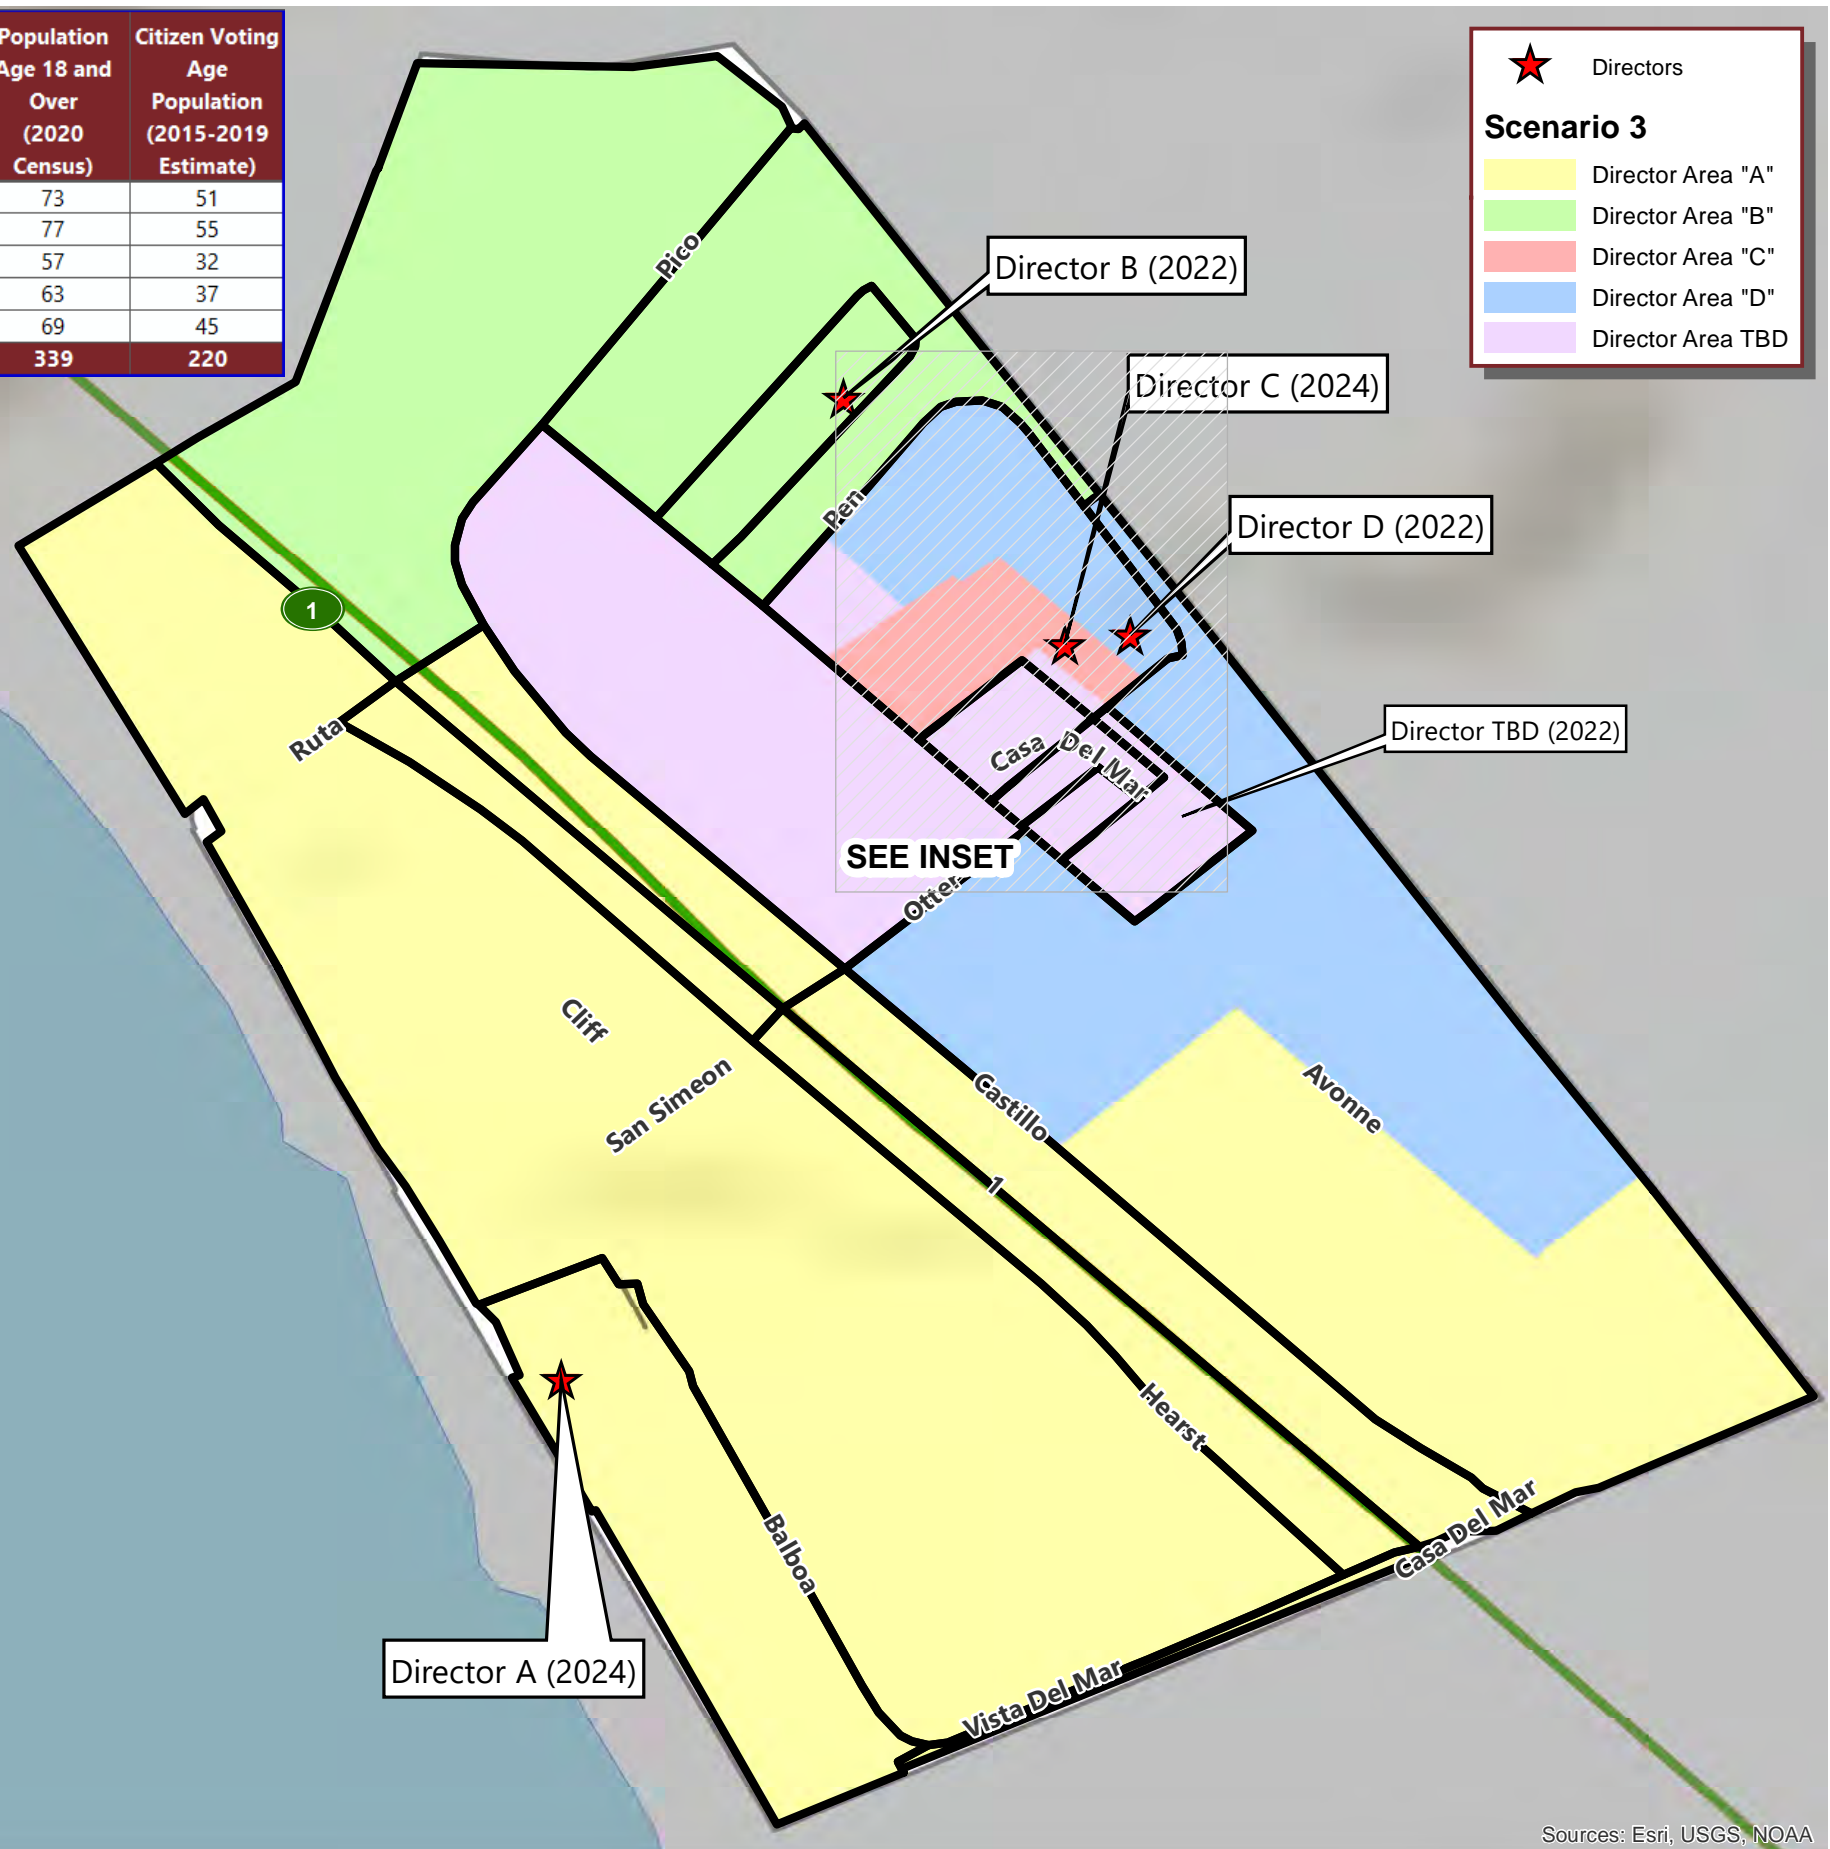 Population
Age 18 and
Over
(2020
Census)
Citizen Voting
Age
Population
(2015-2019
Estimate)
73 51
77 55
57 32
63 37
69 45
339 220
Directors
Scenario 3
Director Area "A"
Director Area "B"
Director Area "C"
Director Area "D"
Director Area TBD
Pico
Director B (2022)
Director C (2024)
Pen
Director D (2022)
1
Ruta
Director TBD (2022)
Casa Del Mar
SEE INSET
Otter
Cliff
San Simeon
Castillo
Avonne
1
Hearst
Balboa
Casa Del Mar
Director A (2024)
Vista Del Mar
Sources: Esri, USGS, NOAA